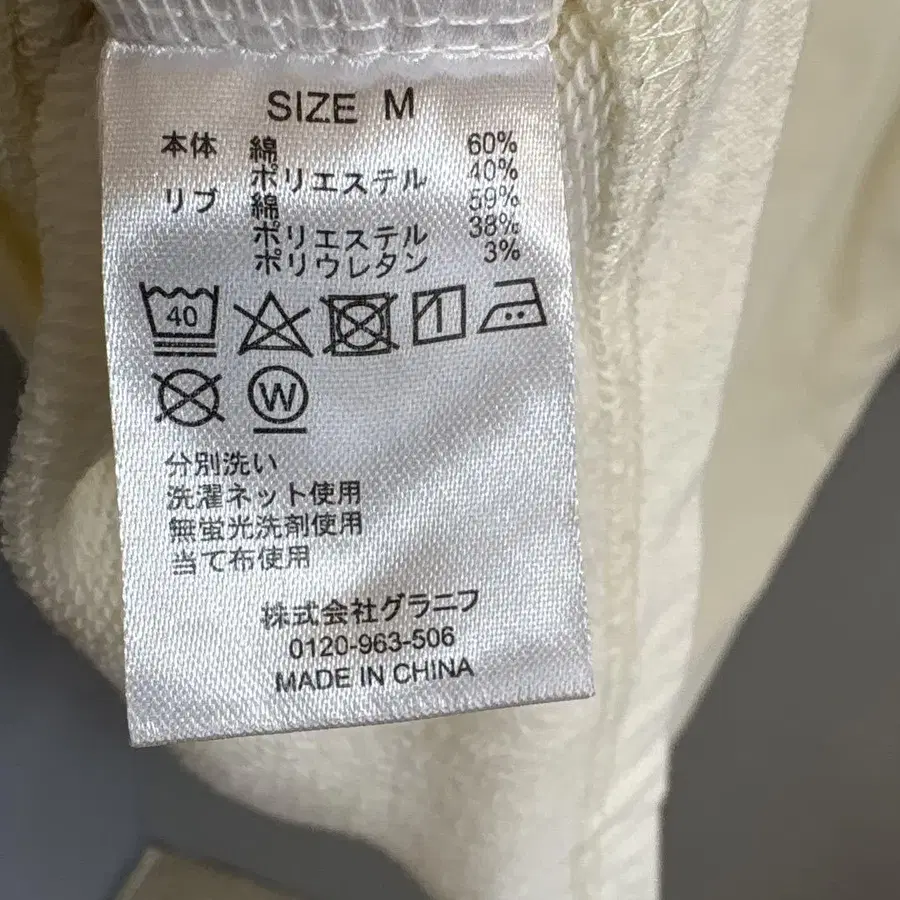 SIZE M
本体 綿 60%
ポリエステル 40%
リブ 綿 59%
ポリエステル 38%
ポリウレタン 3%
40
W
分別洗い
洗濯ネット使用
無蛍光洗剤使用
当て布使用
株式会社グラニフ
0120-963-506
MADE IN CHINA